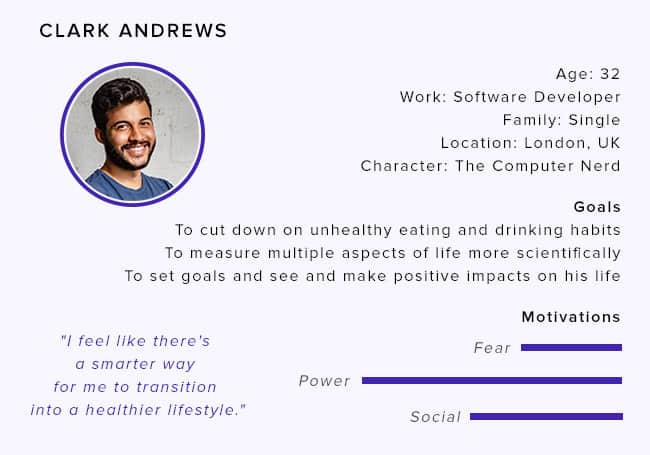 CLARK ANDREWS
Age: 32
Work: Software Developer
Family: Single
Location: London, UK
Character: The Computer Nerd
Goals
To cut down on unhealthy eating and drinking habits
To measure multiple aspects of life more scientifically
To set goals and see and make positive impacts on his life
Motivations
Fear
Power
Social
"I feel like there's
a smarter way
for me to transition
into a healthier lifestyle."